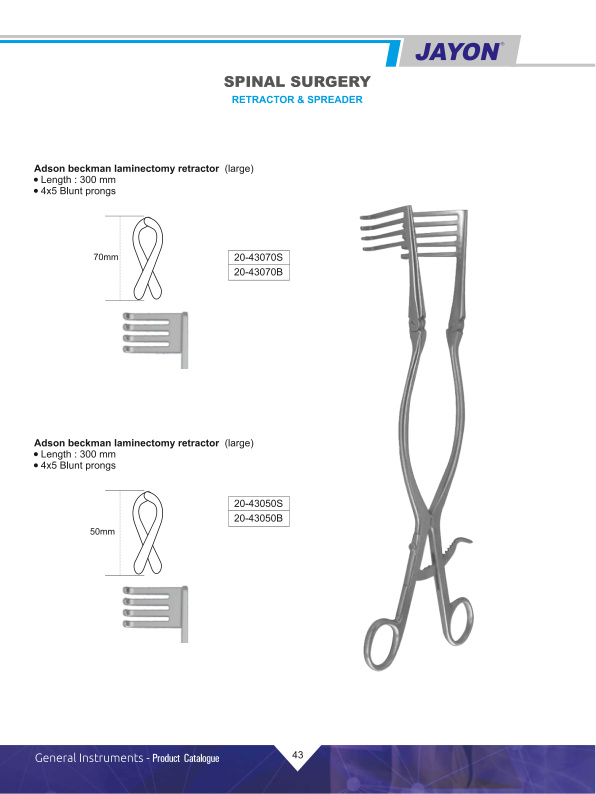 JAYON®
SPINAL SURGERY
RETRACTOR & SPREADER
Adson beckman laminectomy retractor (large)
• Length : 300 mm
• 4x5 Blunt prongs
70mm
20-43070S
20-43070B
Adson beckman laminectomy retractor (large)
• Length : 300 mm
• 4x5 Blunt prongs
50mm
20-43050S
20-43050B
General Instruments - Product Catalogue
43